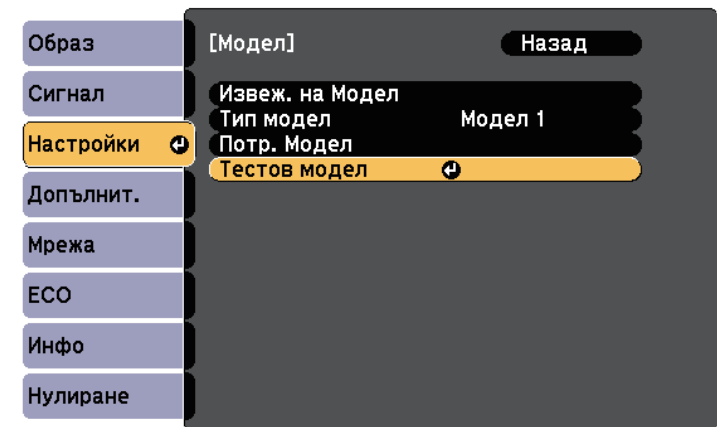 Образ
Сигнал
Настройки
Допълнит.
Мрежа
ECO
Инфо
Нулиране
[Модел] Назад
Извеж. на Модел
Тип модел Модел 1
Потр. Модел
Тестов модел